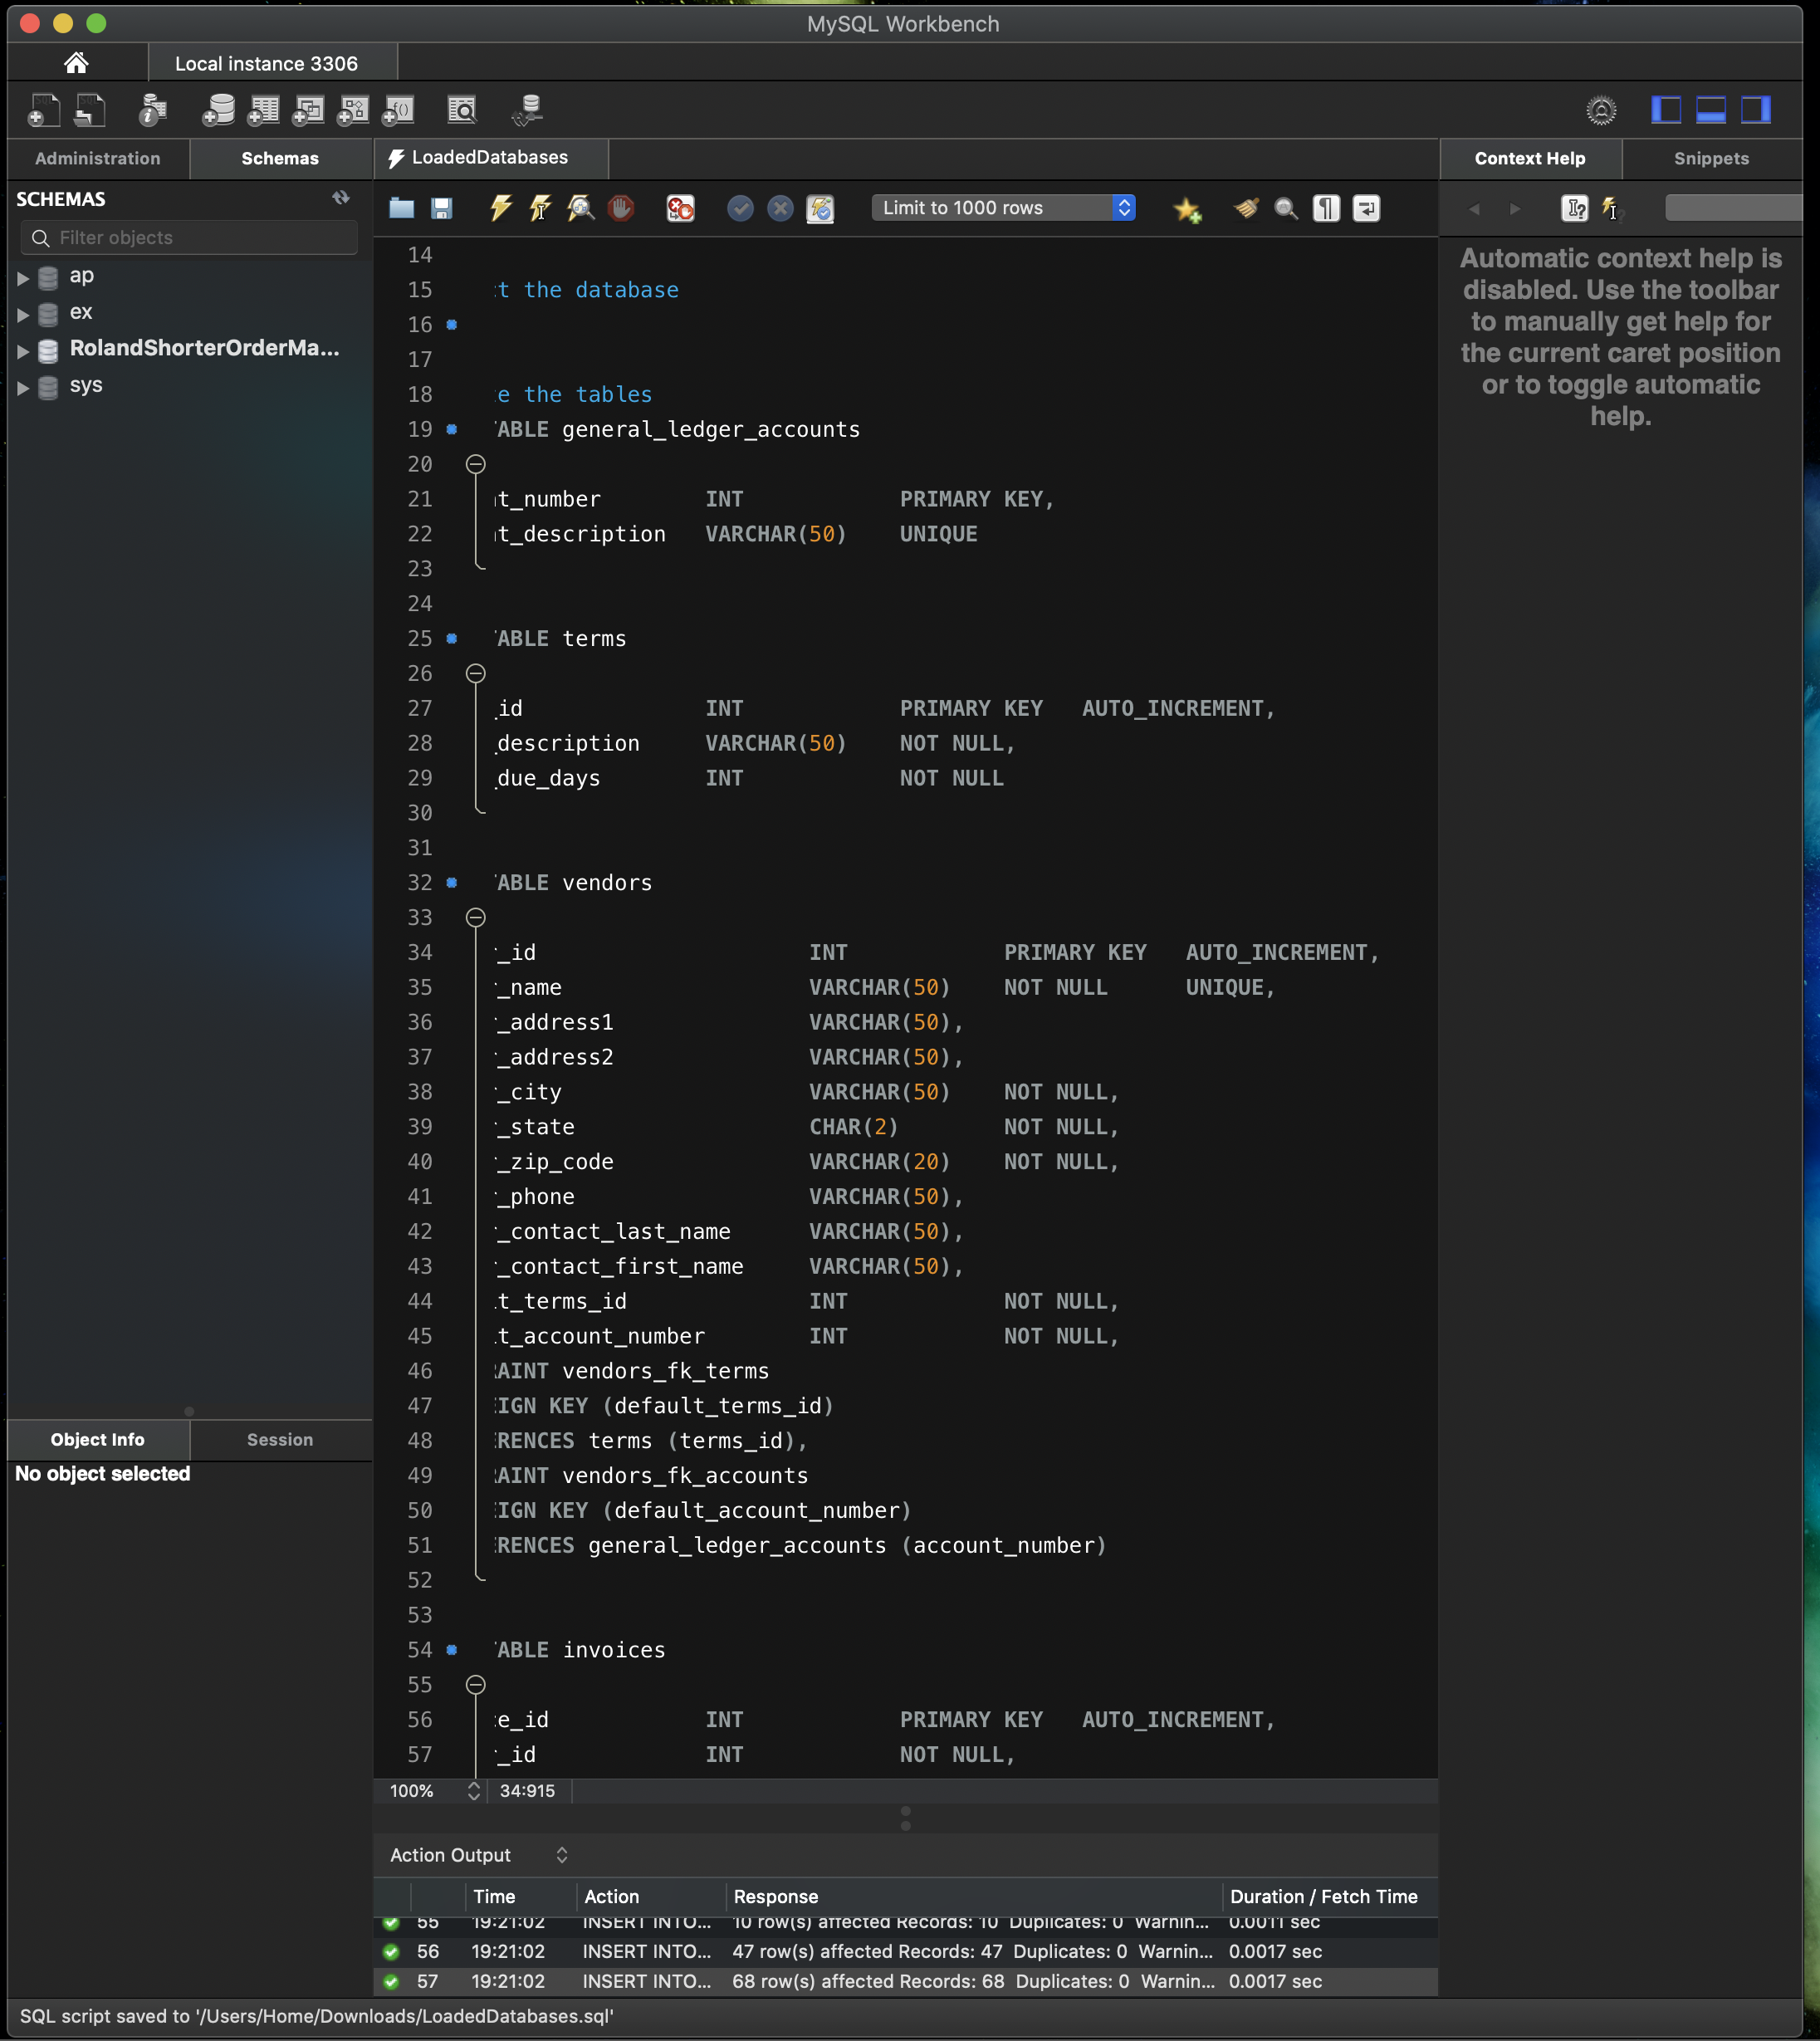 MySQL Workbench
Local instance 3306
Administration Schemas
LoadedDatabases
Context Help Snippets
SCHEMAS
Filter objects
ap
ex
RolandShorterOrderMa...
sys
Limit to 1000 rows
Automatic context help is
disabled. Use the toolbar
to manually get help for
the current caret position
or to toggle automatic
help.
14
15 t the database
16
17
18 e the tables
19 ABLE general_ledger_accounts
20
21 t_number INT PRIMARY KEY,
22 t_description VARCHAR(50) UNIQUE
23
24
25 ABLE terms
26
27 _id INT PRIMARY KEY AUTO_INCREMENT,
28 _description VARCHAR(50) NOT NULL,
29 _due_days INT NOT NULL
30
31
32 ABLE vendors
33
34 _id INT PRIMARY KEY AUTO_INCREMENT,
35 _name VARCHAR(50) NOT NULL UNIQUE,
36 _address1 VARCHAR(50),
37 _address2 VARCHAR(50),
38 _city VARCHAR(50) NOT NULL,
39 _state CHAR(2) NOT NULL,
40 _zip_code VARCHAR(20) NOT NULL,
41 _phone VARCHAR(50),
42 _contact_last_name VARCHAR(50),
43 _contact_first_name VARCHAR(50),
44 t_terms_id INT NOT NULL,
45 t_account_number INT NOT NULL,
46 AINT vendors_fk_terms
47 IGN KEY (default_terms_id)
48 RENCES terms (terms_id),
49 AINT vendors_fk_accounts
50 IGN KEY (default_account_number)
51 RENCES general_ledger_accounts (account_number)
52
53
54 ABLE invoices
55
56 e_id INT PRIMARY KEY AUTO_INCREMENT,
57 _id INT NOT NULL,
100% 34:915
Object Info Session
No object selected
Action Output
Time Action Response Duration / Fetch Time
55 19:21:02 INSERT INTO... 10 row(s) affected Records: 10 Duplicates: 0 Warnin... 0.0011 sec
56 19:21:02 INSERT INTO... 47 row(s) affected Records: 47 Duplicates: 0 Warnin... 0.0017 sec
57 19:21:02 INSERT INTO... 68 row(s) affected Records: 68 Duplicates: 0 Warnin... 0.0017 sec
SQL script saved to '/Users/Home/Downloads/LoadedDatabases.sql'